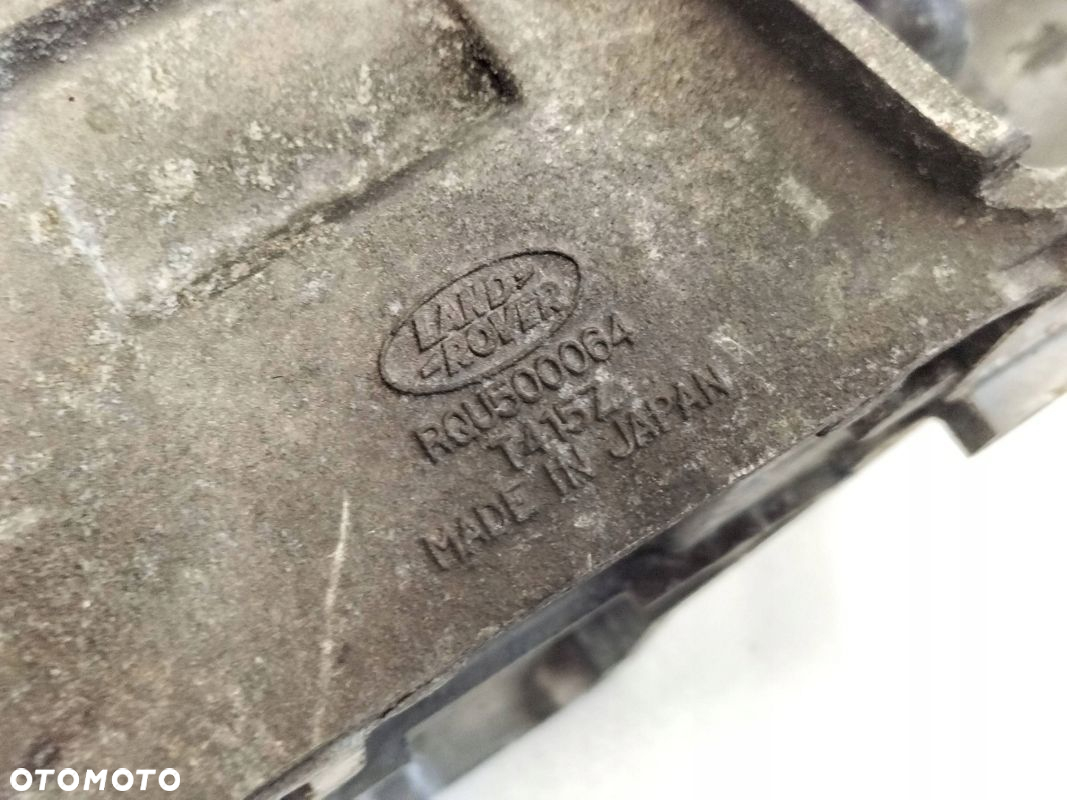 LAND-
-ROVER
RQU500064
T415Z
MADE IN JAPAN
OTOMOTO